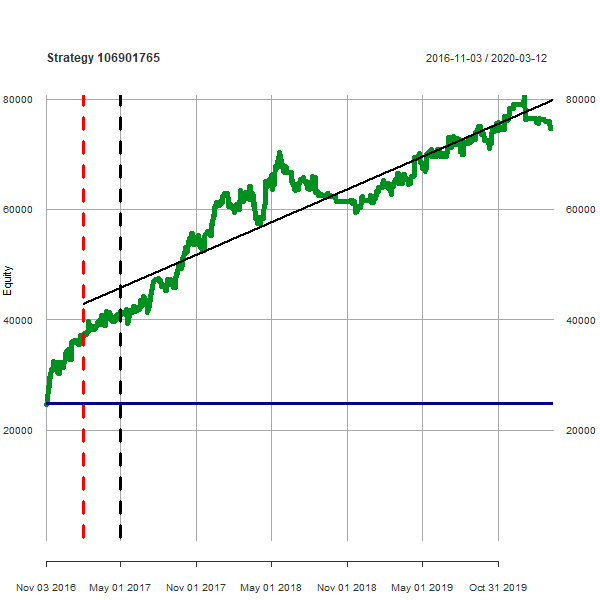 Strategy 106901765
2016-11-03 / 2020-03-12
80000
80000
60000
60000
Equity
40000
40000
20000
20000
Nov 03 2016
May 01 2017
Nov 01 2017
May 01 2018
Nov 01 2018
May 01 2019
Oct 31 2019